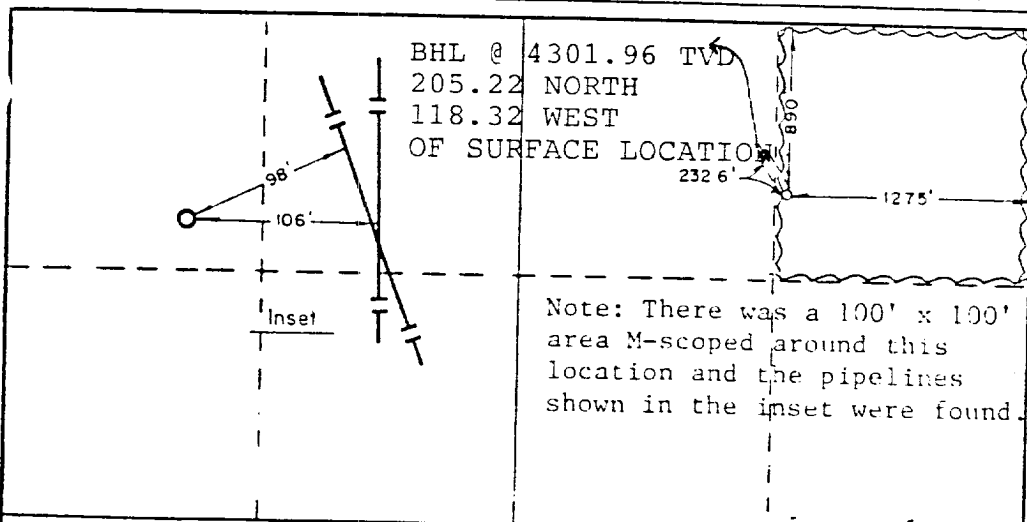 BHL @ 4301.96 TVD
205.22 NORTH
118.32 WEST
OF SURFACE LOCATION
890
232 6'
1275'
98'
106'
Inset
Note: There was a 100' x 100'
area M-scoped around this
location and the pipelines
shown in the inset were found.